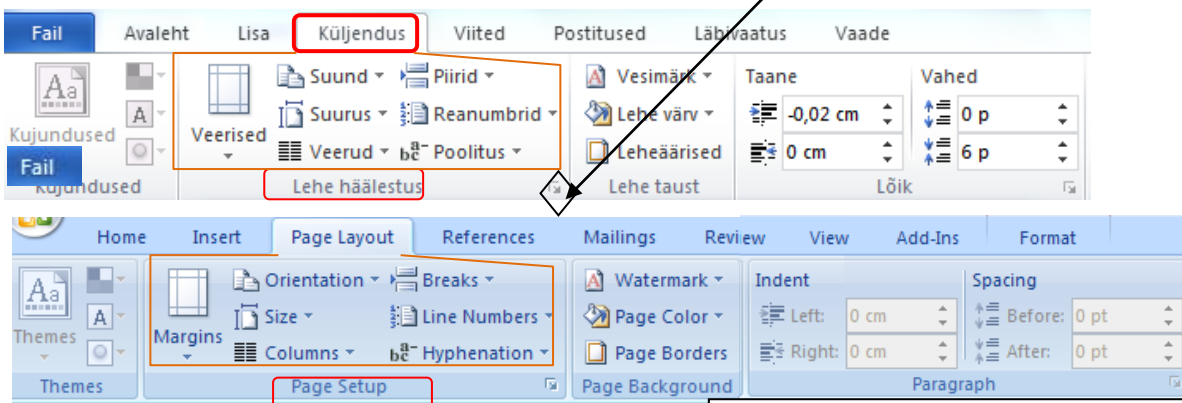 Fail Avaleht Lisa Küljendus Viited Postitused Läbivaatus Vaade
Aa Suund Piirid Vesimärk Taane Vahed
A Suurus Reanumbrid Lehe värv -0,02 cm 0 p
Kujundused Veerised Veerud Poolitus Leheäärised 0 cm 6 p
Fail
Kujundused Lehe häälestus Lehe taust Lõik
Home Insert Page Layout References Mailings Review View Add-Ins Format
Aa Orientation Breaks Watermark Indent Spacing
A Size Line Numbers Page Color Left: 0 cm Before: 0 pt
Themes Margins Columns Hyphenation Page Borders Right: 0 cm After: 0 pt
Themes Page Setup Page Background Paragraph